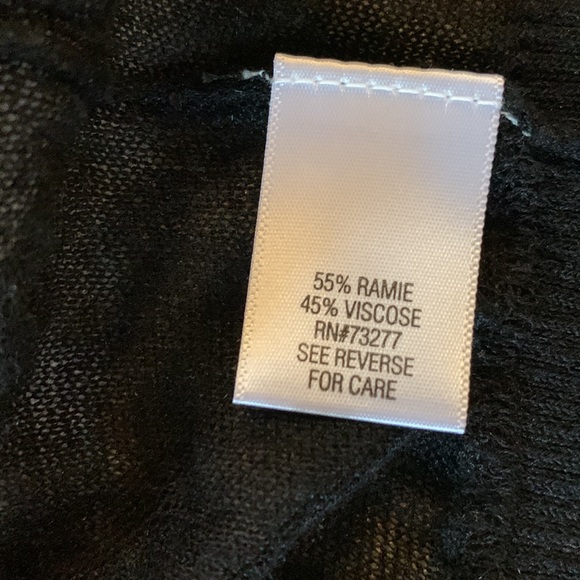 55% RAMIE
45% VISCOSE
RN#73277
SEE REVERSE
FOR CARE